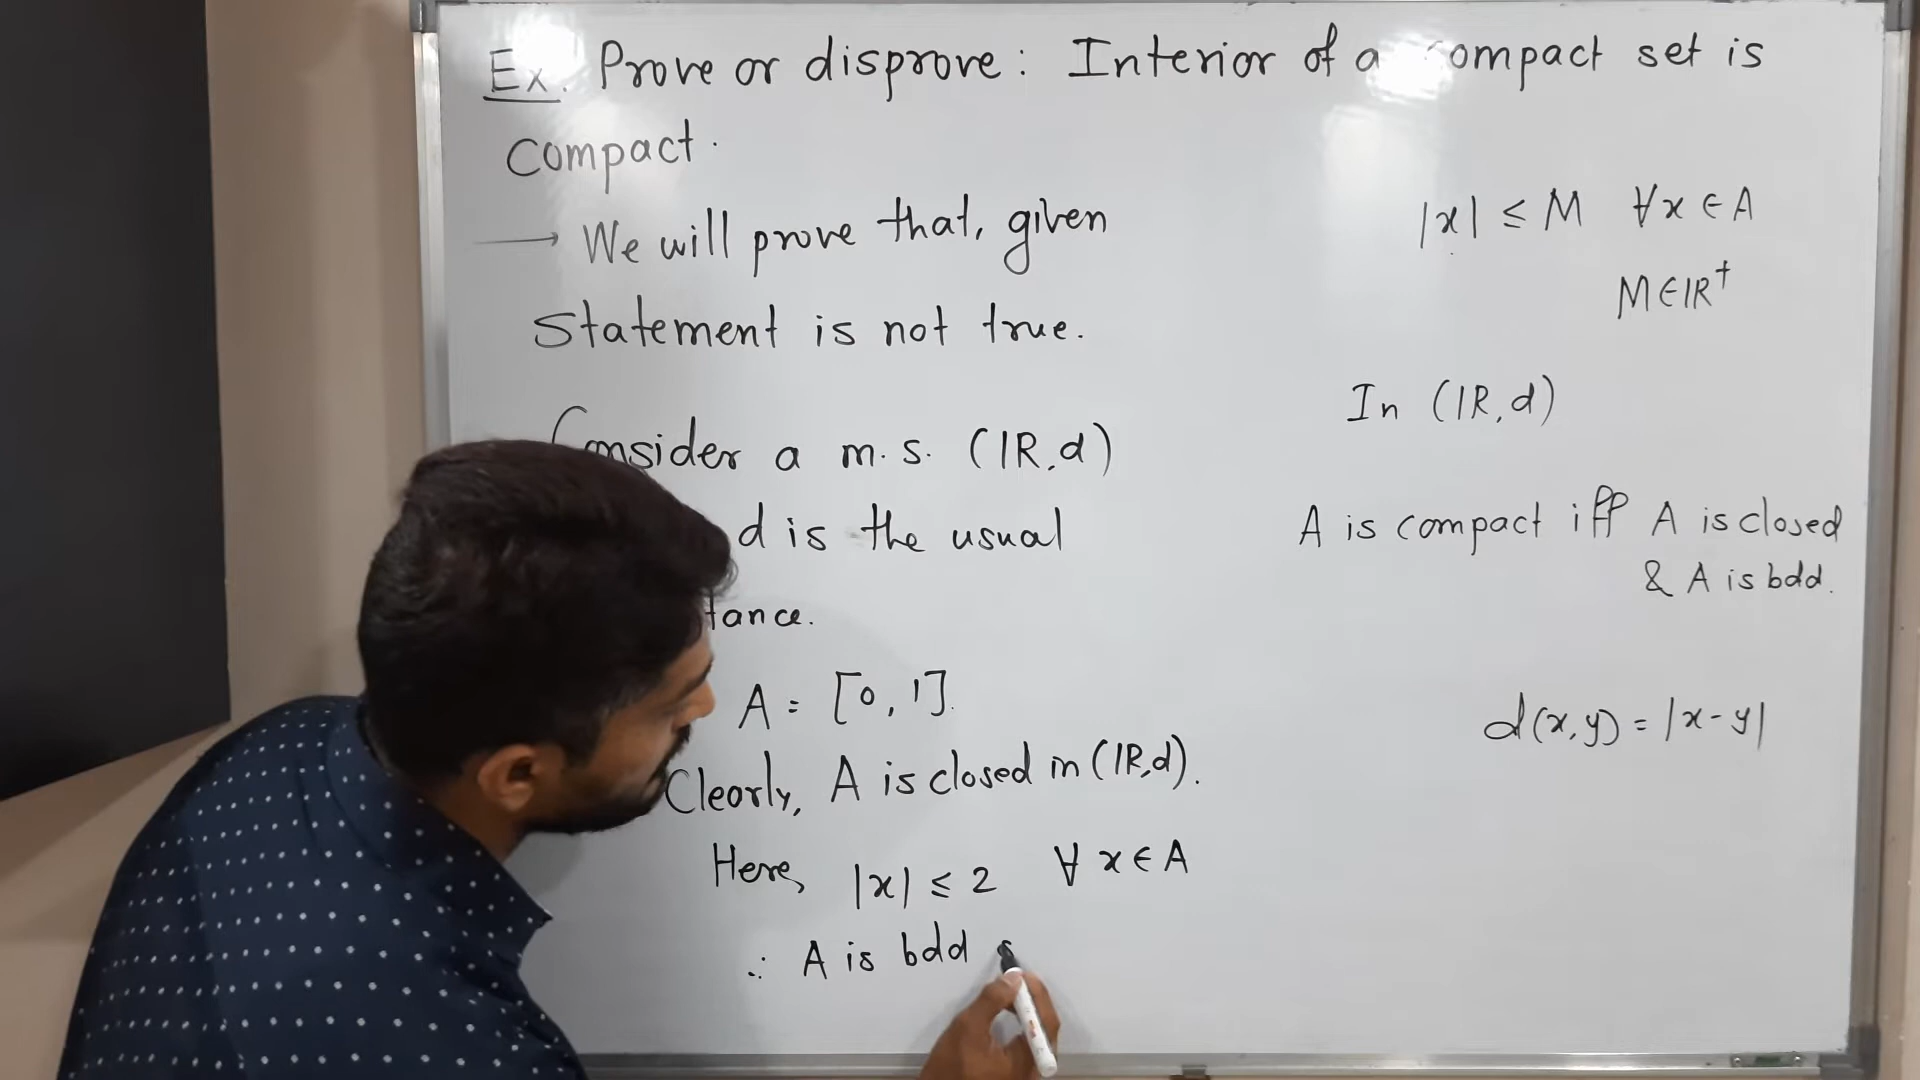 Ex. Prove or disprove: Interior of a compact set is
Compact.
→ We will prove that, given
Statement is not true.
Consider a m.s. (IR,d)
d is the usual
tance.
A = [0,1].
Clearly, A is closed in (IR,d).
Here, |x| ≤ 2 ∀ x ∈ A
∴ A is bdd
|x| ≤ M ∀x ∈ A
M ∈ IR⁺
In (IR,d)
A is compact iff A is closed
& A is bdd.
d(x,y) = |x-y|